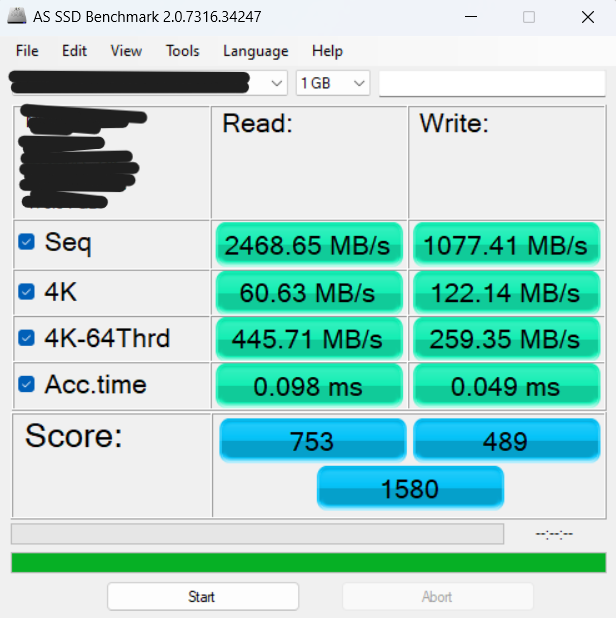 AS SSD Benchmark 2.0.7316.34247
File Edit View Tools Language Help
1 GB
Read: Write:
Seq 2468.65 MB/s 1077.41 MB/s
4K 60.63 MB/s 122.14 MB/s
4K-64Thrd 445.71 MB/s 259.35 MB/s
Acc.time 0.098 ms 0.049 ms
Score: 753 489
1580
--:--:--
Start Abort